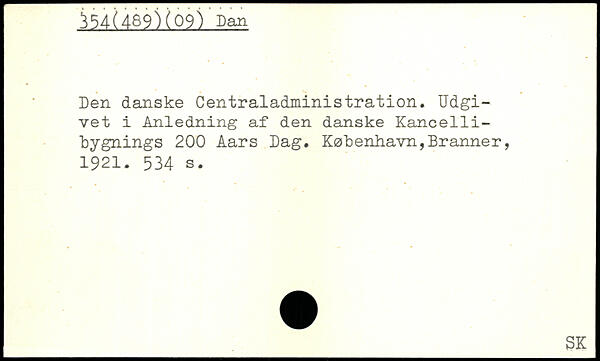 354(489)(09) Dan
Den danske Centraladministration. Udgi-
vet i Anledning af den danske Kancelli-
bygnings 200 Aars Dag. København,Branner,
1921. 534 s.
SK